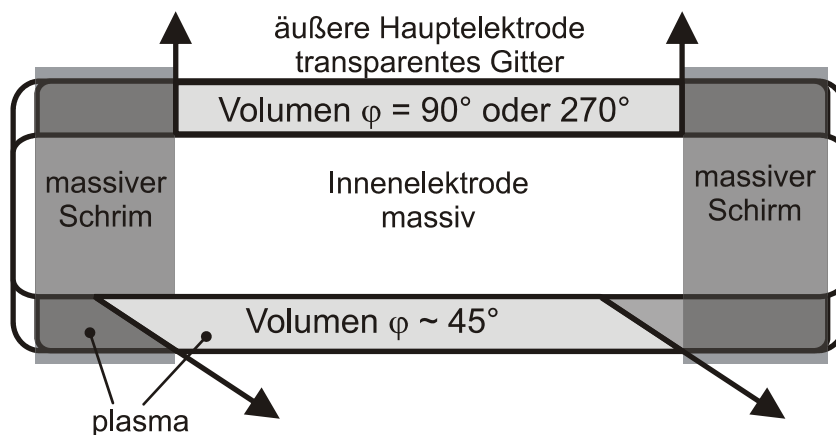 äußere Hauptelektrode
transparentes Gitter
Volumen φ = 90° oder 270°
massiver
Schrim
Innenelektrode
massiv
massiver
Schirm
Volumen φ ~ 45°
plasma